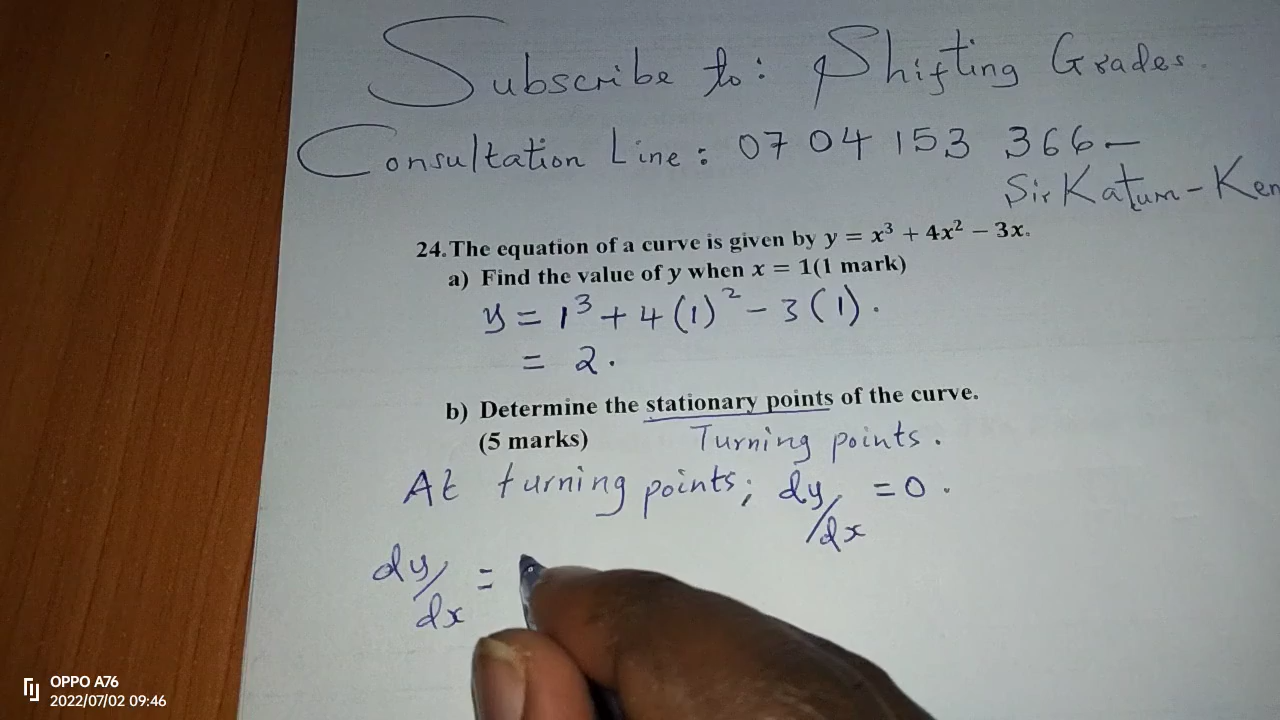 Subscribe to: Shifting Grades.
Consultation Line: 0704 153 366 —
Sir Katum - Ken
24. The equation of a curve is given by y = x³ + 4x² − 3x.
a) Find the value of y when x = 1(1 mark)
y = 1³ + 4(1)² − 3(1).
= 2.
b) Determine the stationary points of the curve.
(5 marks) Turning points.
At turning points; dy/dx = 0.
dy/dx =
OPPO A76
2022/07/02 09:46